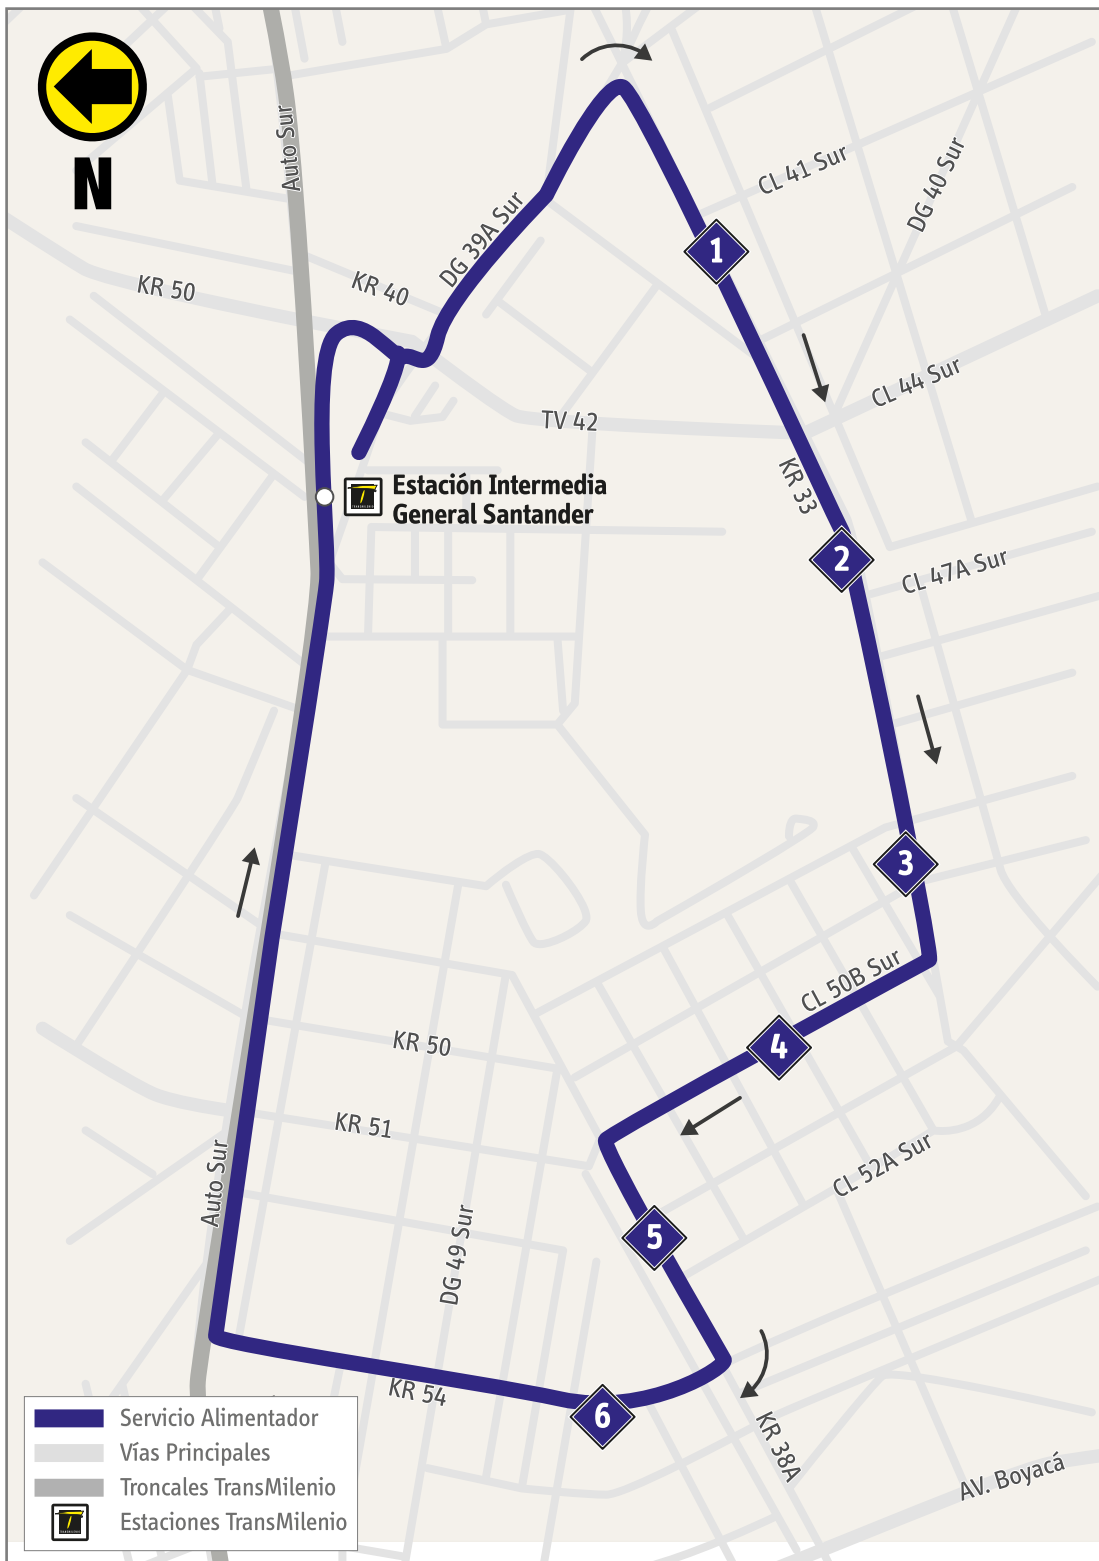 N
Auto Sur
CL 41 Sur
DG 40 Sur
DG 39A Sur
1
KR 50
KR 40
CL 44 Sur
TV 42
KR 33
Estación Intermedia
General Santander
2
CL 47A Sur
3
CL 50B Sur
4
KR 50
KR 51
CL 52A Sur
Auto Sur
DG 49 Sur
5
KR 54
6
KR 38A
AV. Boyacá
Servicio Alimentador
Vías Principales
Troncales TransMilenio
Estaciones TransMilenio